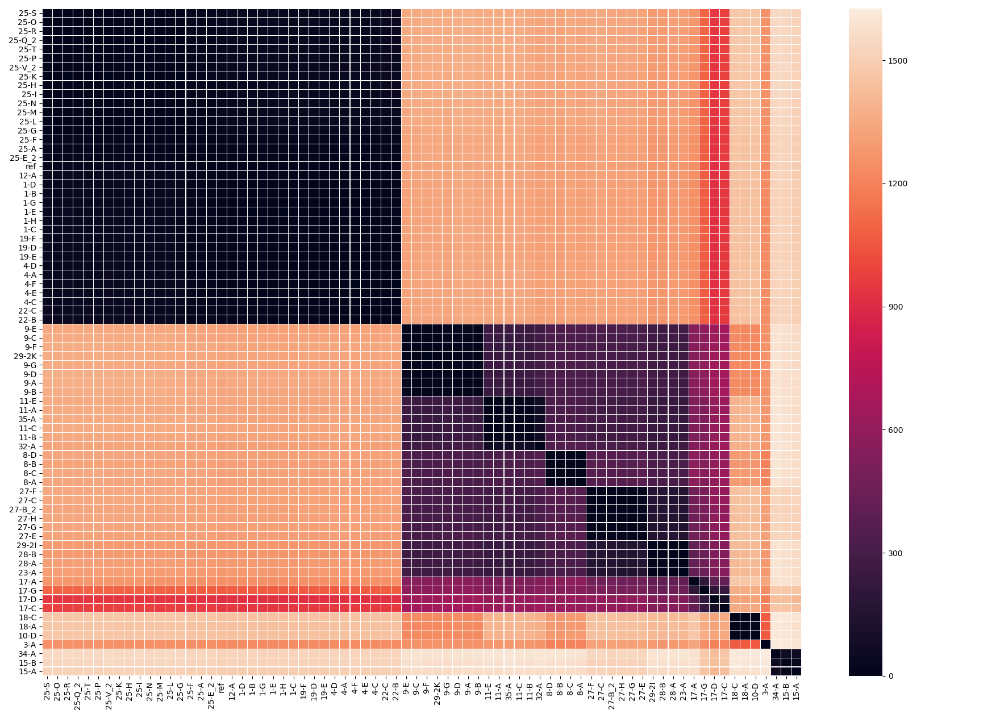 25-S
25-O
25-R
25-Q_2
25-T
25-P
25-V_2
25-K
25-H
25-I
25-N
25-M
25-L
25-G
25-F
25-A
25-E_2
ref
12-A
1-D
1-B
1-G
1-E
1-H
1-C
19-F
19-D
19-E
4-D
4-A
4-F
4-E
4-C
22-C
22-B
9-E
9-C
9-F
29-2K
9-G
9-D
9-A
9-B
11-E
11-A
35-A
11-C
11-B
32-A
8-D
8-B
8-C
8-A
27-F
27-C
27-B_2
27-H
27-G
27-E
29-2I
28-B
28-A
23-A
17-A
17-G
17-D
17-C
18-C
18-A
10-D
3-A
34-A
15-B
15-A
25-S 25-O 25-R 25-Q_2 25-T 25-P 25-V_2 25-K 25-H 25-I 25-N 25-M 25-L 25-G 25-F 25-A 25-E_2 ref 12-A 1-D 1-B 1-G 1-E 1-H 1-C 19-F 19-D 19-E 4-D 4-A 4-F 4-E 4-C 22-C 22-B 9-E 9-C 9-F 29-2K 9-G 9-D 9-A 9-B 11-E 11-A 35-A 11-C 11-B 32-A 8-D 8-B 8-C 8-A 27-F 27-C 27-B_2 27-H 27-G 27-E 29-2I 28-B 28-A 23-A 17-A 17-G 17-D 17-C 18-C 18-A 10-D 3-A 34-A 15-B 15-A
1500
1200
900
600
300
0